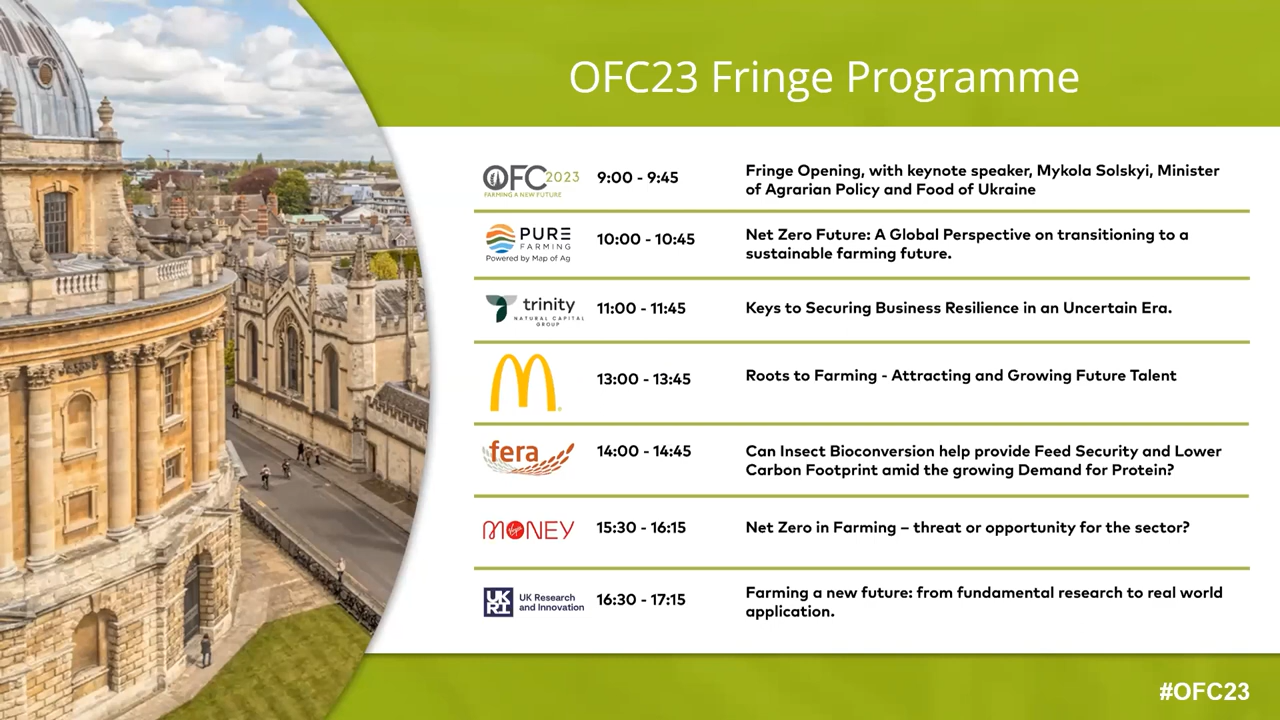 OFC23 Fringe Programme
OFC 2023
FARMING A NEW FUTURE
9:00 - 9:45
Fringe Opening, with keynote speaker, Mykola Solskyi, Minister
of Agrarian Policy and Food of Ukraine
PURE
FARMING
Powered by Map of Ag
10:00 - 10:45
Net Zero Future: A Global Perspective on transitioning to a
sustainable farming future.
trinity
NATURAL CAPITAL
GROUP
11:00 - 11:45
Keys to Securing Business Resilience in an Uncertain Era.
13:00 - 13:45
Roots to Farming - Attracting and Growing Future Talent
fera
14:00 - 14:45
Can Insect Bioconversion help provide Feed Security and Lower
Carbon Footprint amid the growing Demand for Protein?
MONEY
15:30 - 16:15
Net Zero in Farming – threat or opportunity for the sector?
UK
RI
UK Research
and Innovation
16:30 - 17:15
Farming a new future: from fundamental research to real world
application.
#OFC23